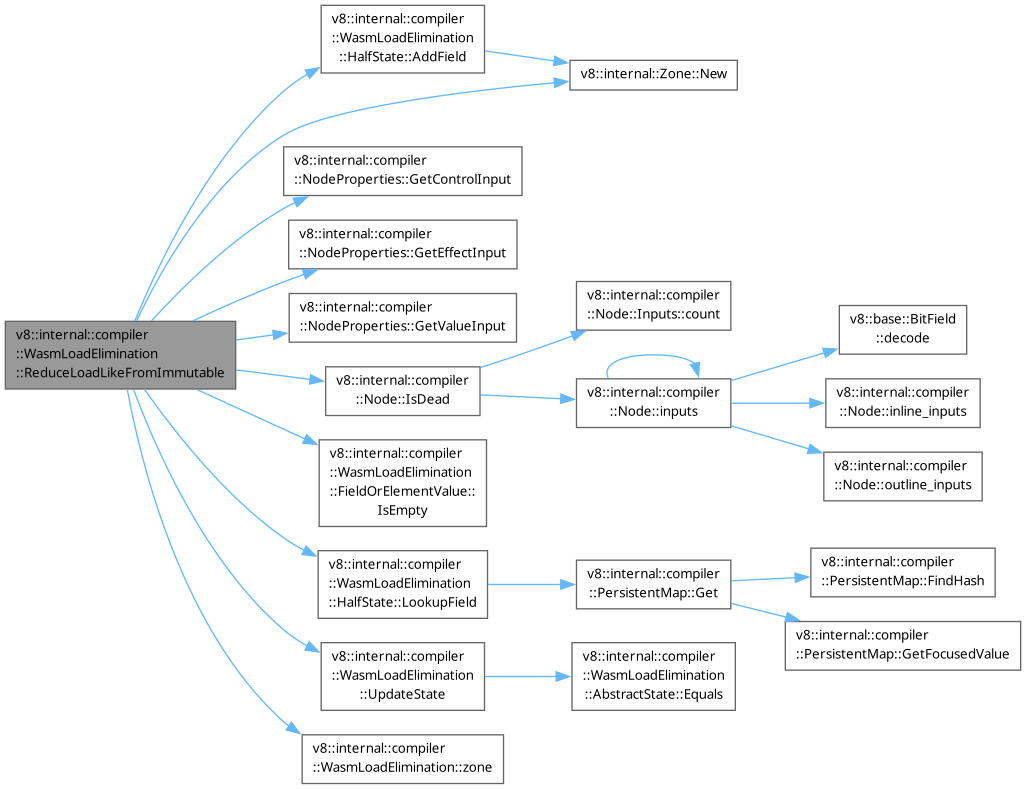 v8::internal::compiler
::WasmLoadElimination
::HalfState::AddField
v8::internal::Zone::New
v8::internal::compiler
::NodeProperties::GetControlInput
v8::internal::compiler
::NodeProperties::GetEffectInput
v8::internal::compiler
::NodeProperties::GetValueInput
v8::internal::compiler
::Node::Inputs::count
v8::base::BitField
::decode
v8::internal::compiler
::WasmLoadElimination
::ReduceLoadLikeFromImmutable
v8::internal::compiler
::Node::IsDead
v8::internal::compiler
::Node::inputs
v8::internal::compiler
::Node::inline_inputs
v8::internal::compiler
::Node::outline_inputs
v8::internal::compiler
::WasmLoadElimination
::FieldOrElementValue::
IsEmpty
v8::internal::compiler
::WasmLoadElimination
::HalfState::LookupField
v8::internal::compiler
::PersistentMap::Get
v8::internal::compiler
::PersistentMap::FindHash
v8::internal::compiler
::PersistentMap::GetFocusedValue
v8::internal::compiler
::WasmLoadElimination
::UpdateState
v8::internal::compiler
::WasmLoadElimination
::AbstractState::Equals
v8::internal::compiler
::WasmLoadElimination::zone